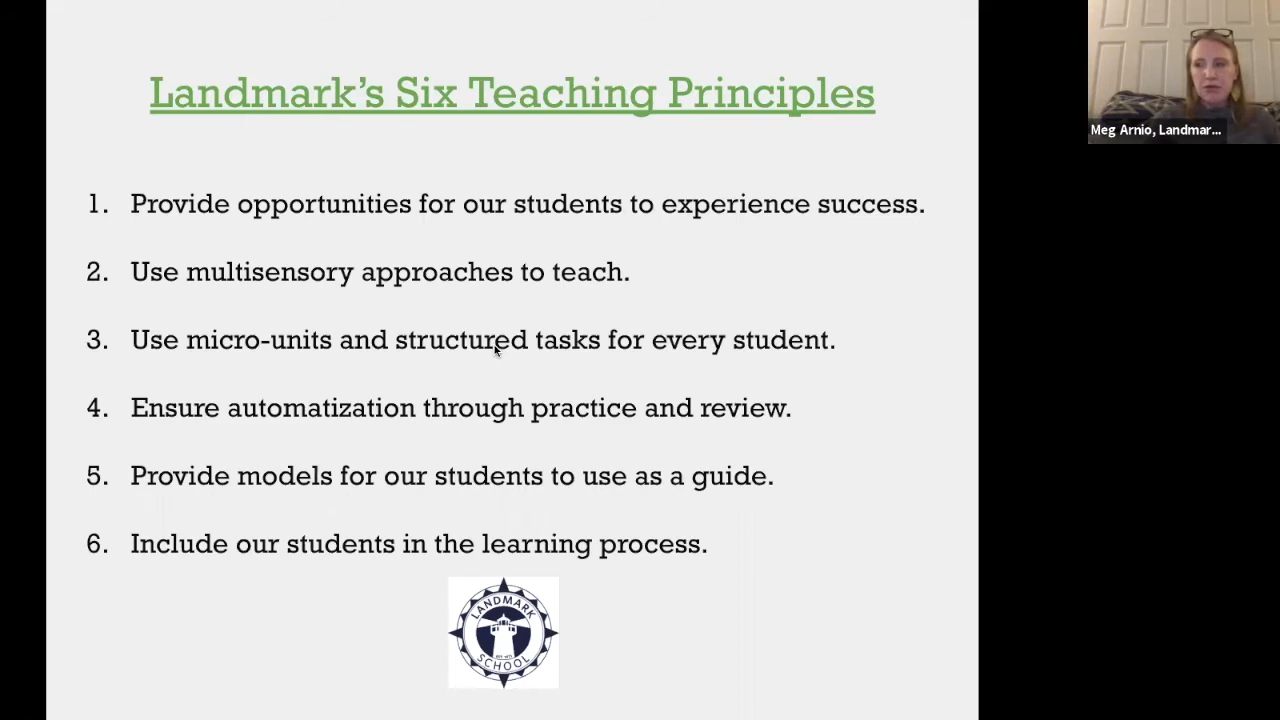 Landmark's Six Teaching Principles
Meg Arnio, Landmar...
1. Provide opportunities for our students to experience success.
2. Use multisensory approaches to teach.
3. Use micro-units and structured tasks for every student.
4. Ensure automatization through practice and review.
5. Provide models for our students to use as a guide.
6. Include our students in the learning process.
LANDMARK
SCHOOL